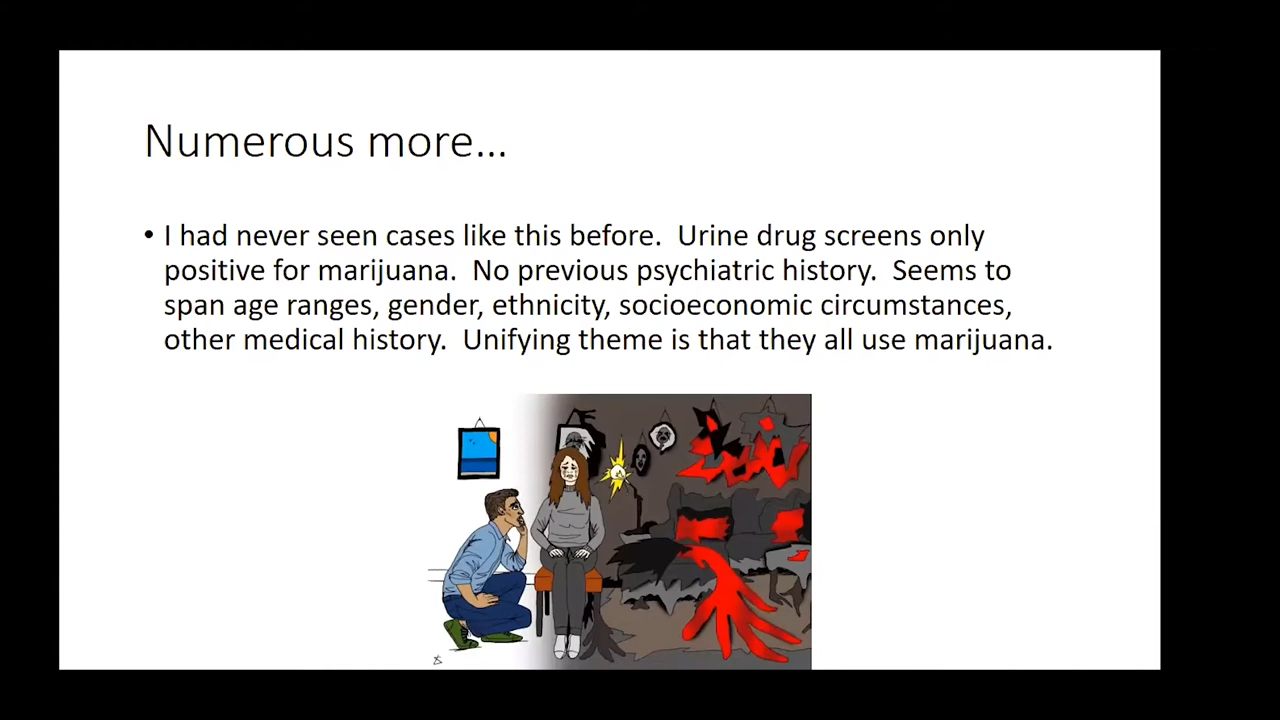 Numerous more...
• I had never seen cases like this before.  Urine drug screens only
positive for marijuana.  No previous psychiatric history.  Seems to
span age ranges, gender, ethnicity, socioeconomic circumstances,
other medical history.  Unifying theme is that they all use marijuana.